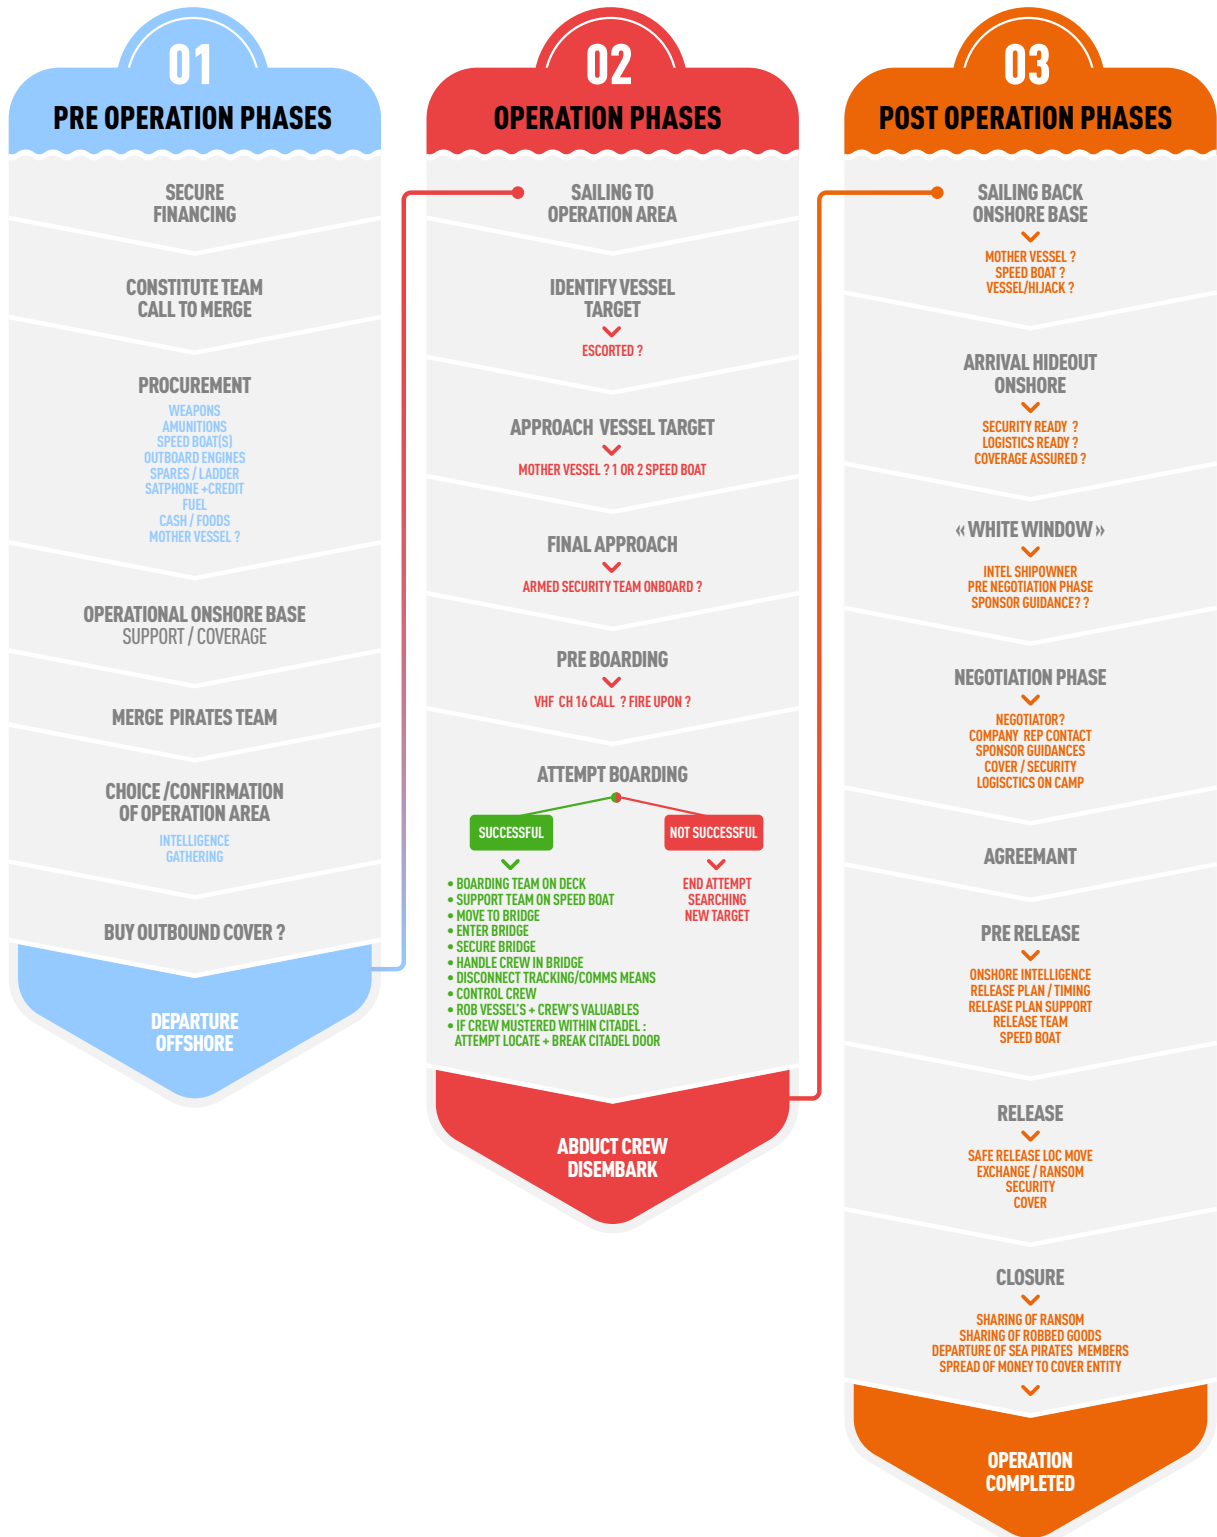 01
PRE OPERATION PHASES
SECURE
FINANCING
CONSTITUTE TEAM
CALL TO MERGE
PROCUREMENT
WEAPONS
AMUNITIONS
SPEED BOAT(S)
OUTBOARD ENGINES
SPARES / LADDER
SATPHONE +CREDIT
FUEL
CASH / FOODS
MOTHER VESSEL ?
OPERATIONAL ONSHORE BASE
SUPPORT / COVERAGE
MERGE PIRATES TEAM
CHOICE /CONFIRMATION
OF OPERATION AREA
INTELLIGENCE
GATHERING
BUY OUTBOUND COVER ?
DEPARTURE
OFFSHORE
02
OPERATION PHASES
SAILING TO
OPERATION AREA
IDENTIFY VESSEL
TARGET
ESCORTED ?
APPROACH VESSEL TARGET
MOTHER VESSEL ? 1 OR 2 SPEED BOAT
FINAL APPROACH
ARMED SECURITY TEAM ONBOARD ?
PRE BOARDING
VHF CH 16 CALL ? FIRE UPON ?
ATTEMPT BOARDING
SUCCESSFUL
• BOARDING TEAM ON DECK
• SUPPORT TEAM ON SPEED BOAT
• MOVE TO BRIDGE
• ENTER BRIDGE
• SECURE BRIDGE
• HANDLE CREW IN BRIDGE
• DISCONNECT TRACKING/COMMS MEANS
• CONTROL CREW
• ROB VESSEL'S + CREW'S VALUABLES
• IF CREW MUSTERED WITHIN CITADEL :
ATTEMPT LOCATE + BREAK CITADEL DOOR
NOT SUCCESSFUL
END ATTEMPT
SEARCHING
NEW TARGET
ABDUCT CREW
DISEMBARK
03
POST OPERATION PHASES
SAILING BACK
ONSHORE BASE
MOTHER VESSEL ?
SPEED BOAT ?
VESSEL/HIJACK ?
ARRIVAL HIDEOUT
ONSHORE
SECURITY READY ?
LOGISTICS READY ?
COVERAGE ASSURED ?
« WHITE WINDOW »
INTEL SHIPOWNER
PRE NEGOTIATION PHASE
SPONSOR GUIDANCE? ?
NEGOTIATION PHASE
NEGOTIATOR?
COMPANY REP CONTACT
SPONSOR GUIDANCES
COVER / SECURITY
LOGISCTICS ON CAMP
AGREEMANT
PRE RELEASE
ONSHORE INTELLIGENCE
RELEASE PLAN / TIMING
RELEASE PLAN SUPPORT
RELEASE TEAM
SPEED BOAT
RELEASE
SAFE RELEASE LOC MOVE
EXCHANGE / RANSOM
SECURITY
COVER
CLOSURE
SHARING OF RANSOM
SHARING OF ROBBED GOODS
DEPARTURE OF SEA PIRATES MEMBERS
SPREAD OF MONEY TO COVER ENTITY
OPERATION
COMPLETED